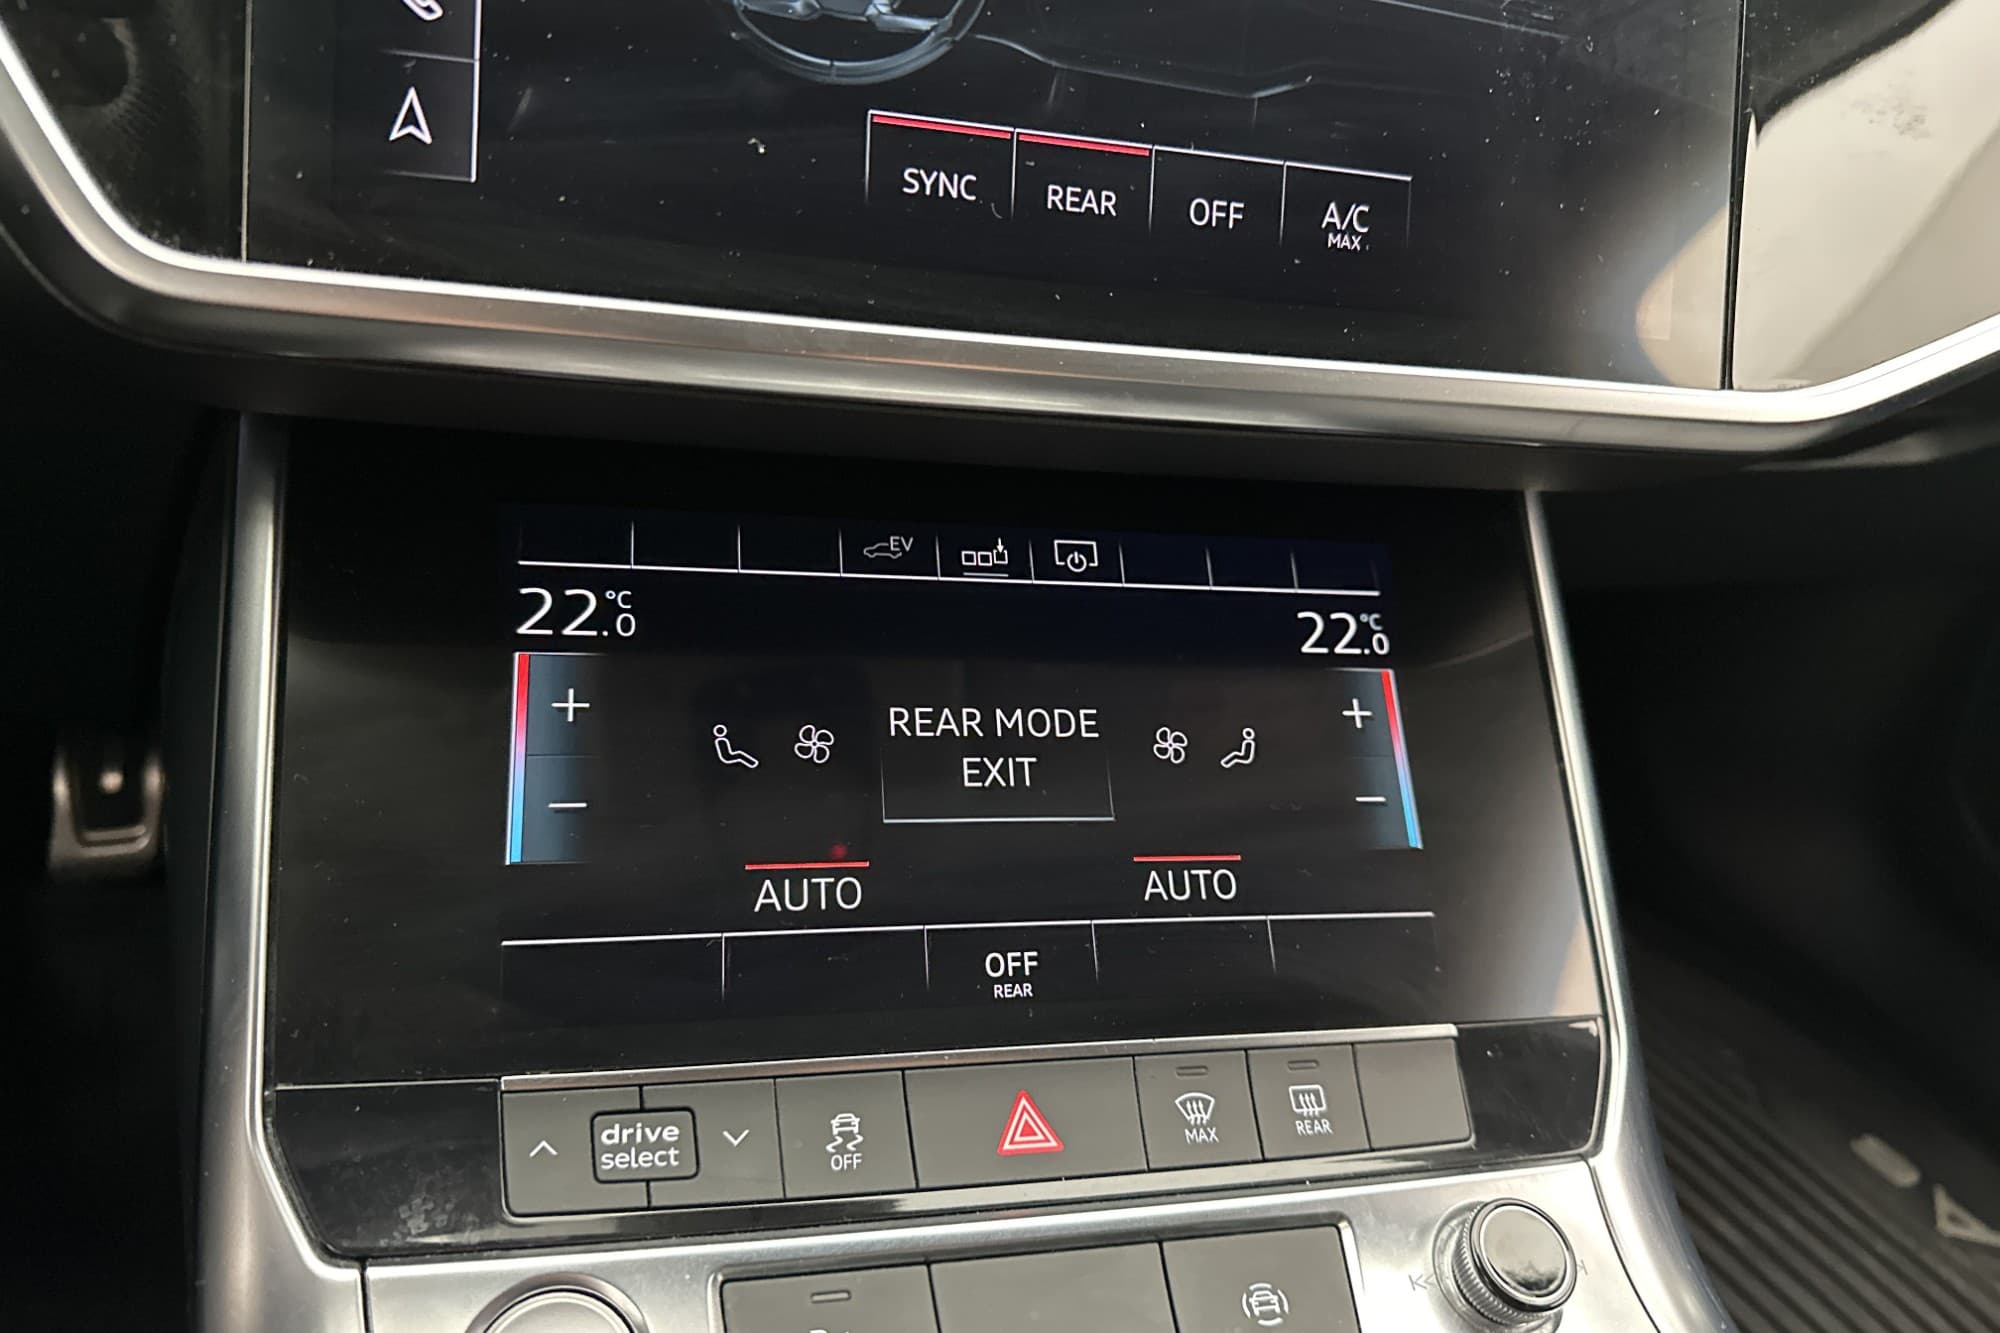 SYNC
REAR
OFF
A/C
MAX
EV
22.0 °C
22.0 °C
REAR MODE
EXIT
AUTO
AUTO
OFF
REAR
drive
select
OFF
MAX
REAR